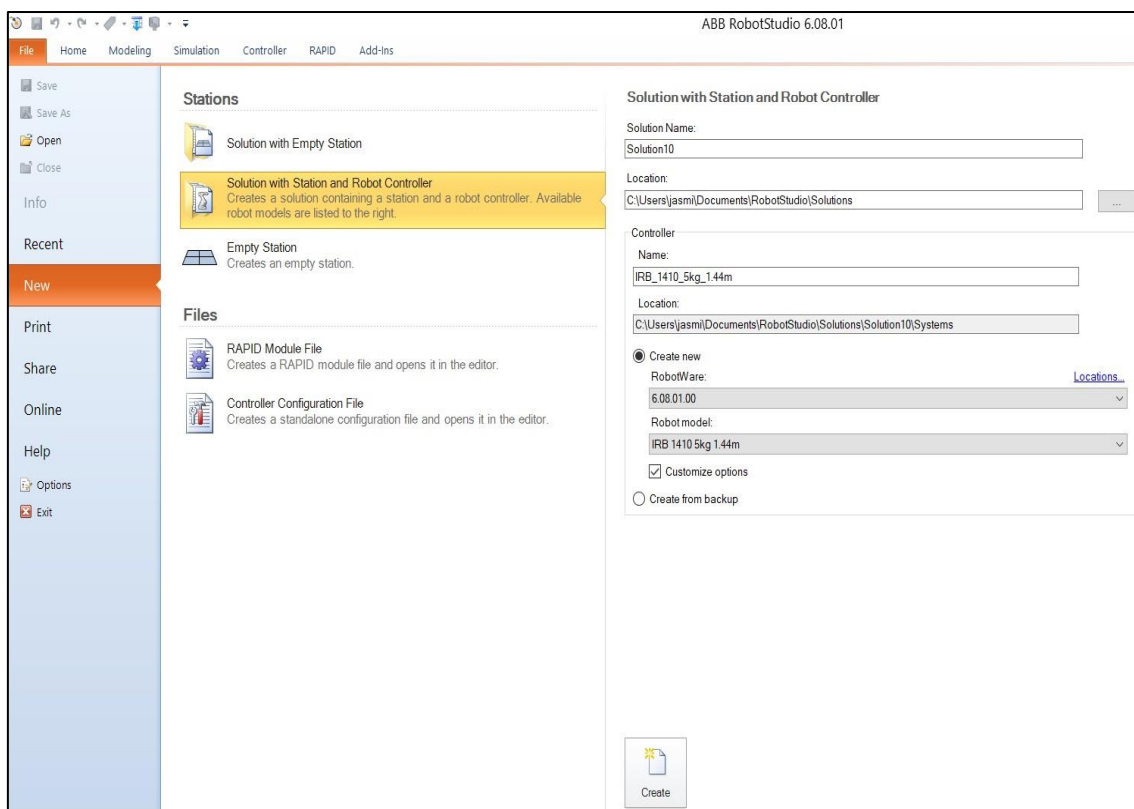 ABB RobotStudio 6.08.01
File Home Modeling Simulation Controller RAPID Add-Ins
Save
Save As
Open
Close
Info
Recent
New
Print
Share
Online
Help
Options
Exit
Stations
Solution with Empty Station
Solution with Station and Robot Controller
Creates a solution containing a station and a robot controller. Available
robot models are listed to the right.
Empty Station
Creates an empty station.
Files
RAPID Module File
Creates a RAPID module file and opens it in the editor.
Controller Configuration File
Creates a standalone configuration file and opens it in the editor.
Solution with Station and Robot Controller
Solution Name:
Solution10
Location:
C:\Users\jasmi\Documents\RobotStudio\Solutions
...
Controller
Name:
IRB_1410_5kg_1.44m
Location:
C:\Users\jasmi\Documents\RobotStudio\Solutions\Solution10\Systems
Create new
RobotWare:
Locations...
6.08.01.00
Robot model:
IRB 1410 5kg 1.44m
Customize options
Create from backup
Create